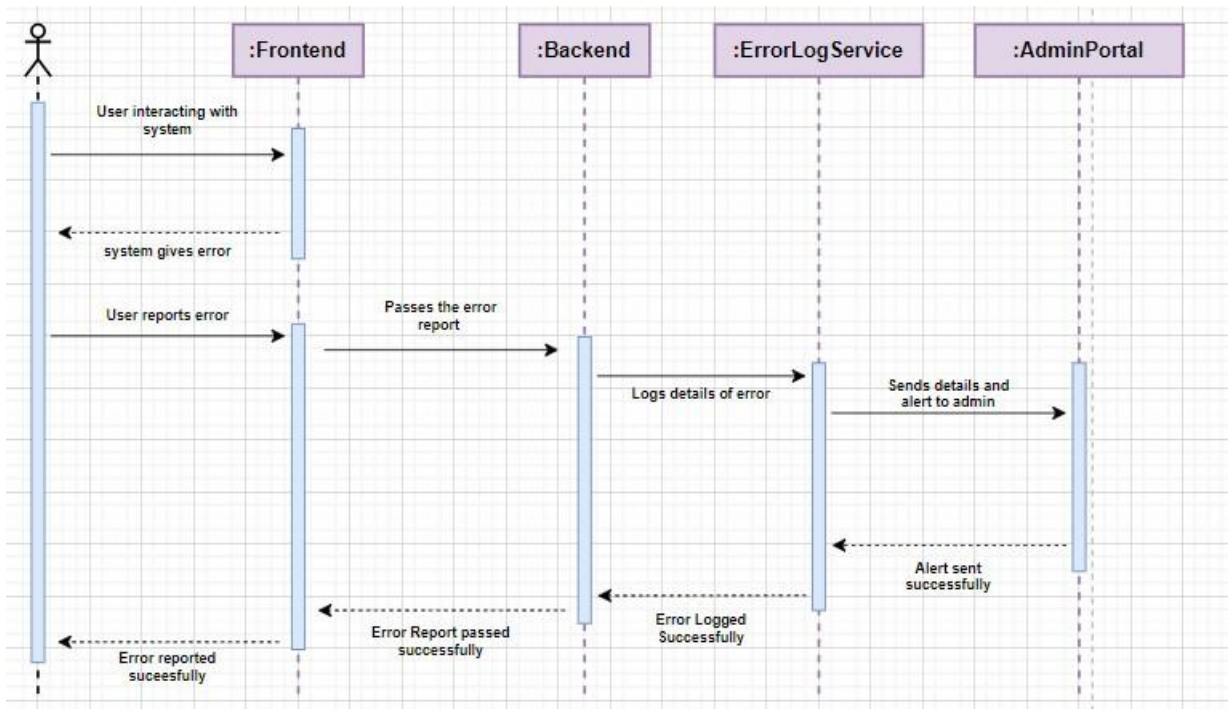 :Frontend
:Backend
:ErrorLogService
:AdminPortal
User interacting with
system
system gives error
User reports error
Passes the error
report
Logs details of error
Sends details and
alert to admin
Alert sent
successfully
Error Logged
Successfully
Error Report passed
successfully
Error reported
suceesfully